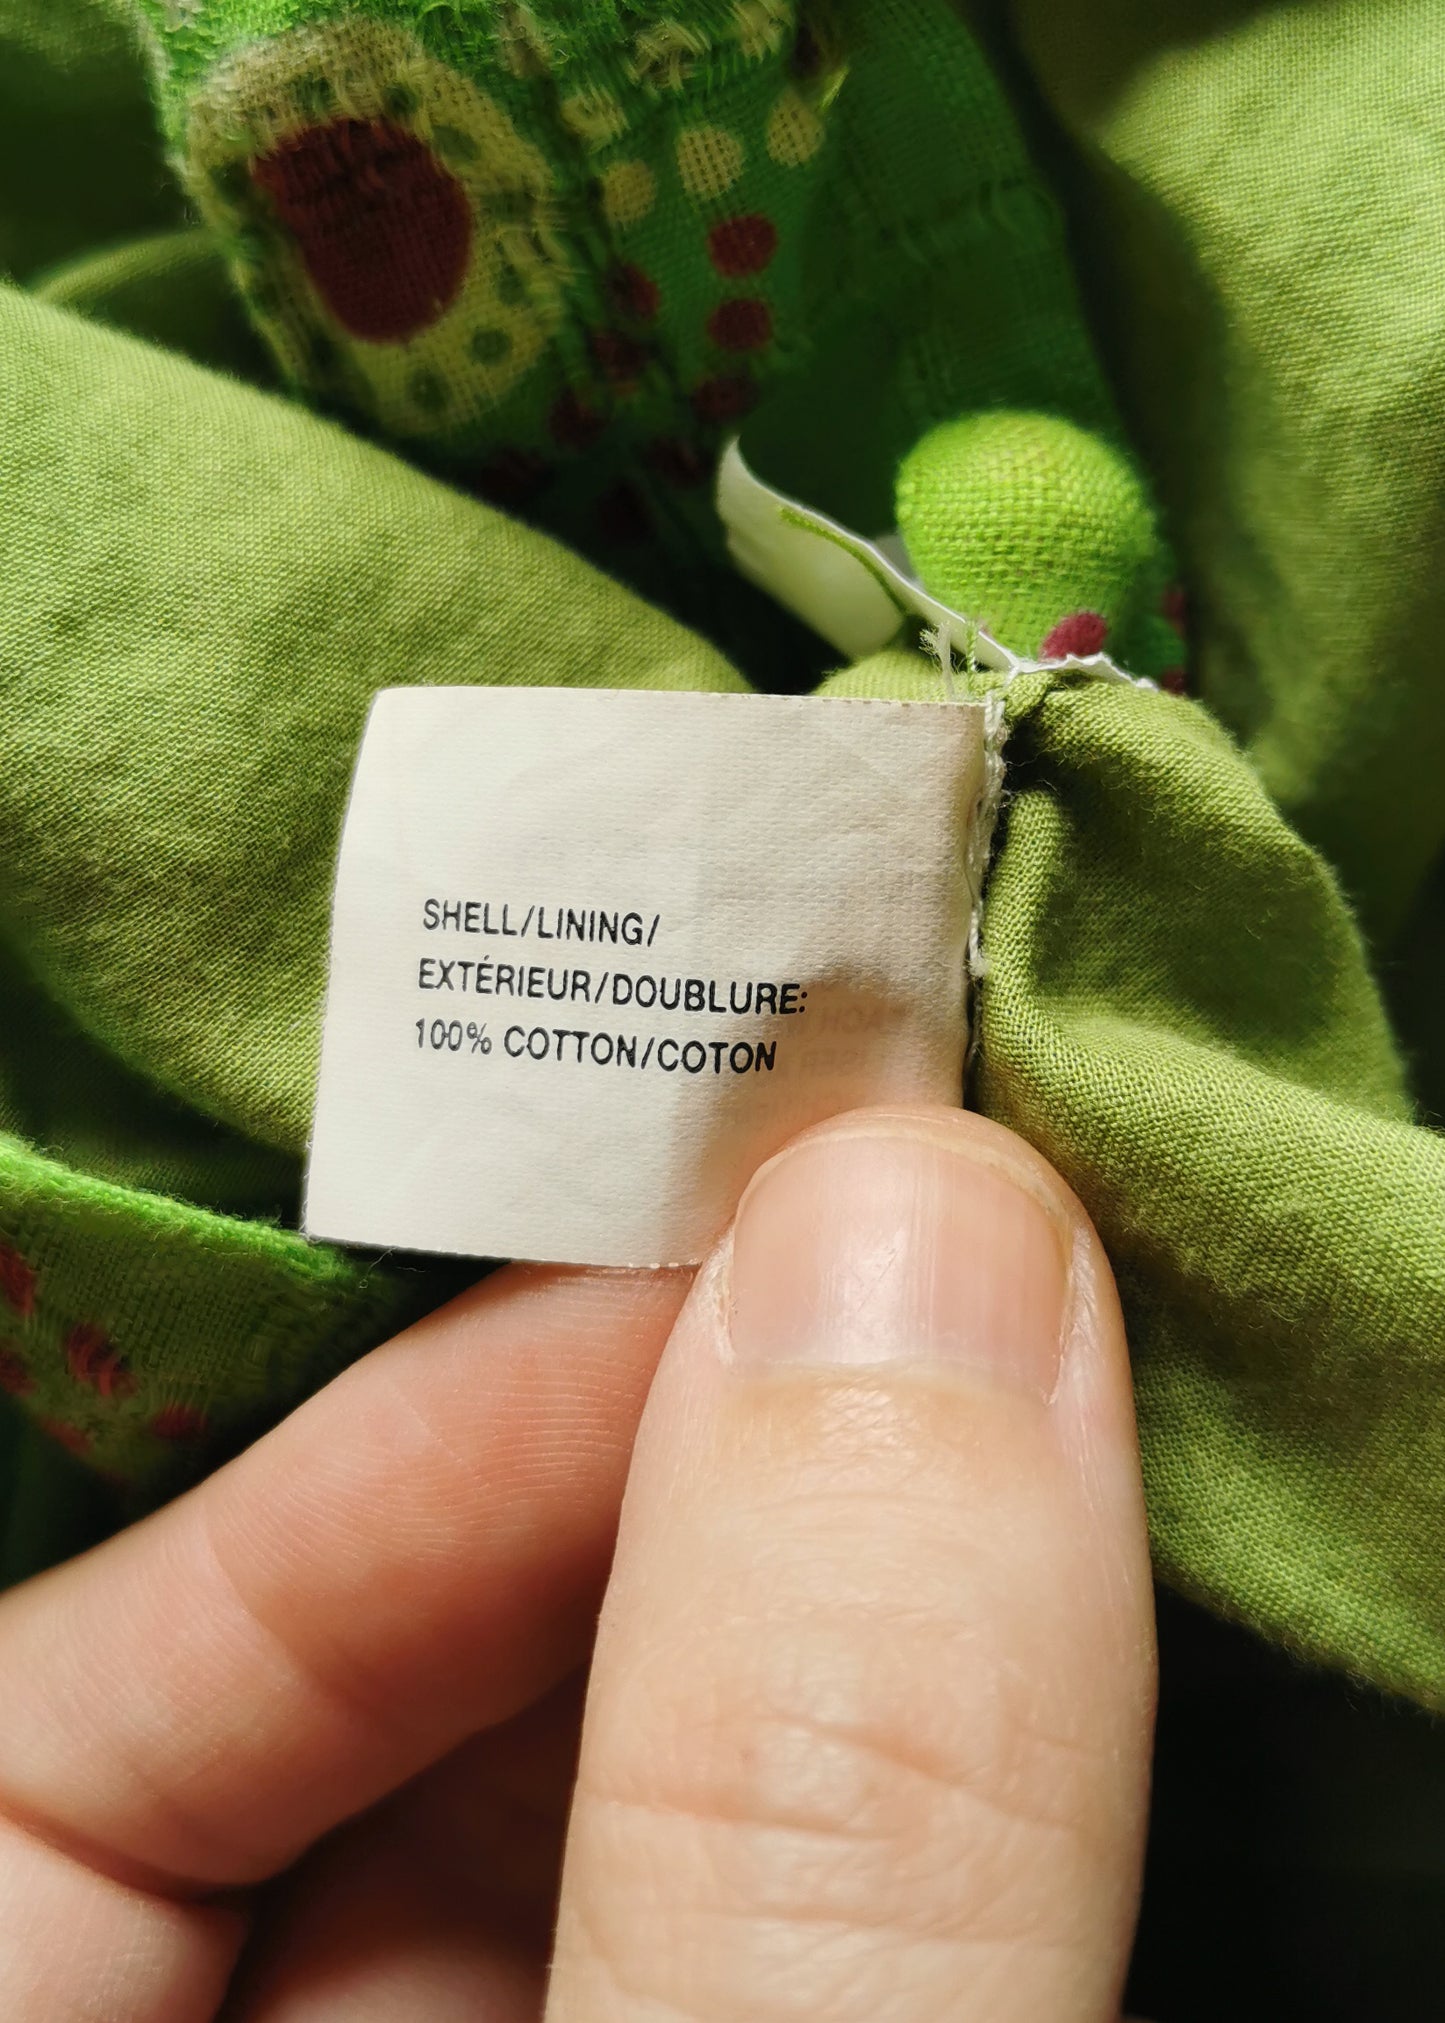 SHELL/LINING/
EXTÉRIEUR/DOUBLURE:
100% COTTON/COTON